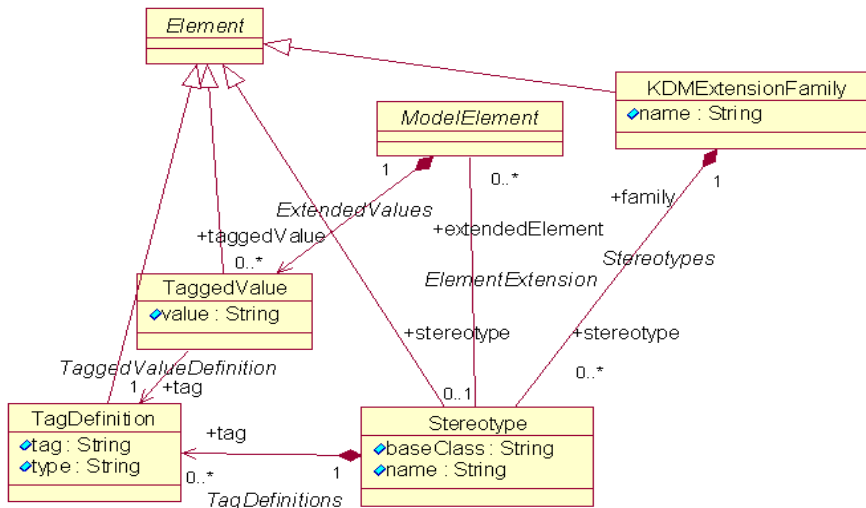 Element
KDMExtensionFamily
name : String
ModelElement
1
0..*
1
+family
ExtendedValues
+taggedValue
+extendedElement
0..*
Stereotypes
TaggedValue
ElementExtension
value : String
+stereotype
+stereotype
TaggedValueDefinition
0..*
1
+tag
0..1
TagDefinition
Stereotype
tag : String
+tag
baseClass : String
type : String
1
name : String
0..*
TagDefinitions